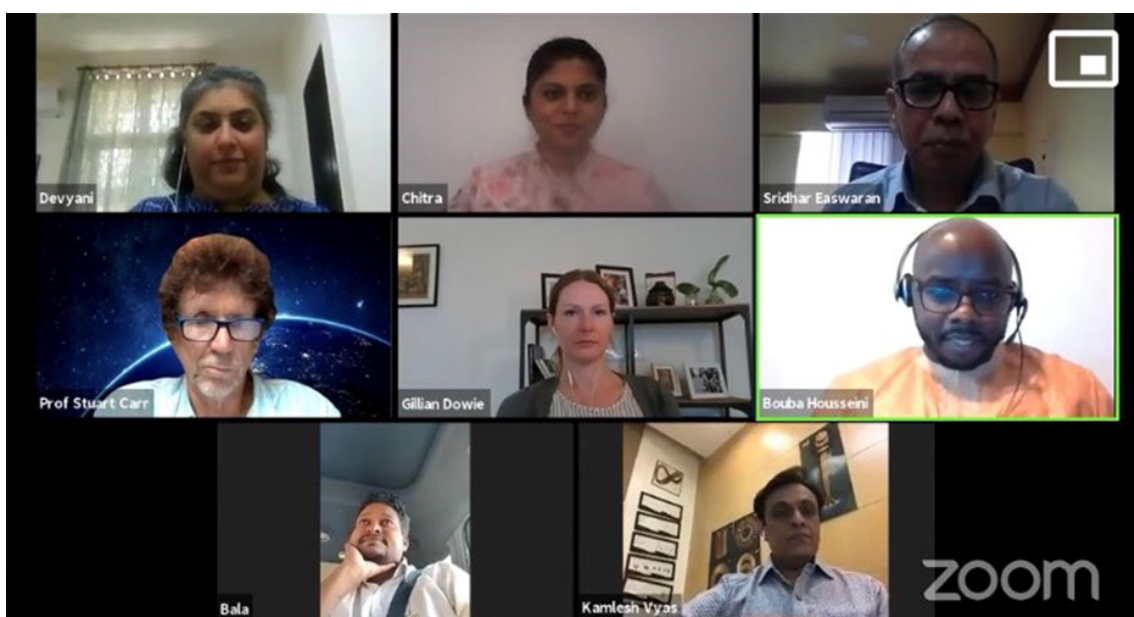 Devyani
Chitra
Sridhar Easwaran
Prof Stuart Carr
Gillian Dowie
Bouba Housseini
Bala
Kamlesh Vyas
zoom